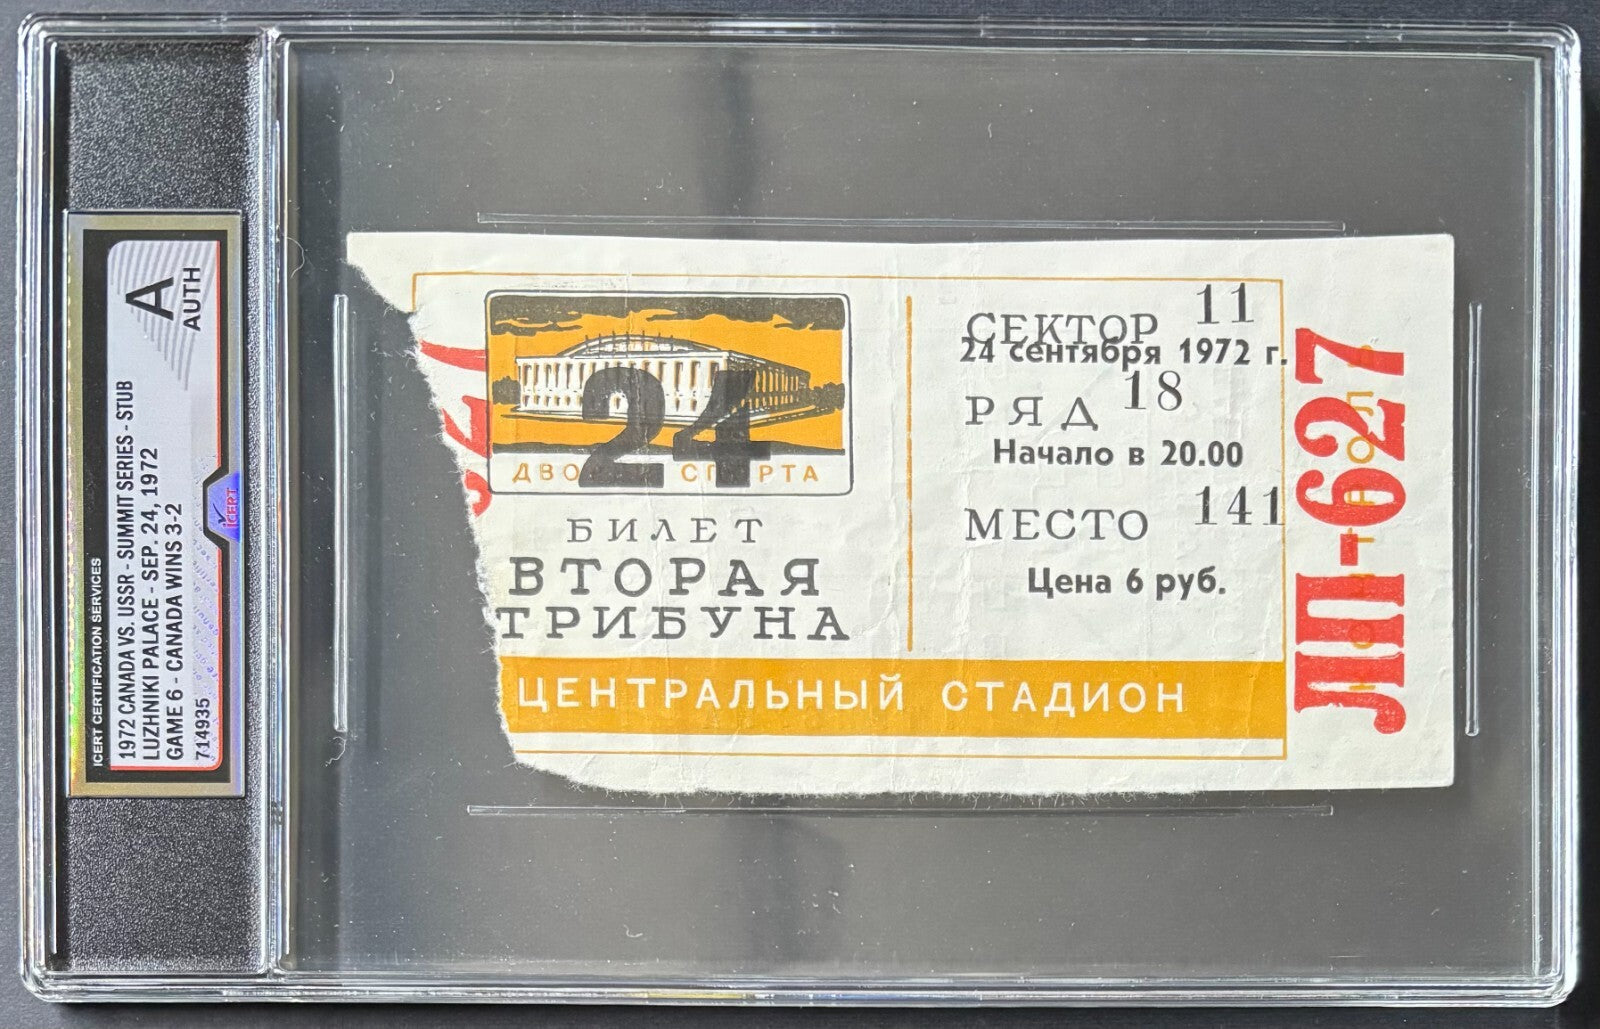 ICERT CERTIFICATION SERVICES
1972 CANADA VS. USSR - SUMMIT SERIES - STUB
LUZHNIKI PALACE - SEP. 24, 1972
GAME 6 - CANADA WINS 3-2
714935
A
AUTH
ICERT
24
СПОРТА
БИЛЕТ
ВТОРАЯ
ТРИБУНА
ЦЕНТРАЛЬНЫЙ СТАДИОН
СЕКТОР 11
24 сентября 1972 г.
РЯД 18
Начало в 20.00
МЕСТО 141
Цена 6 руб.
ЛП-627